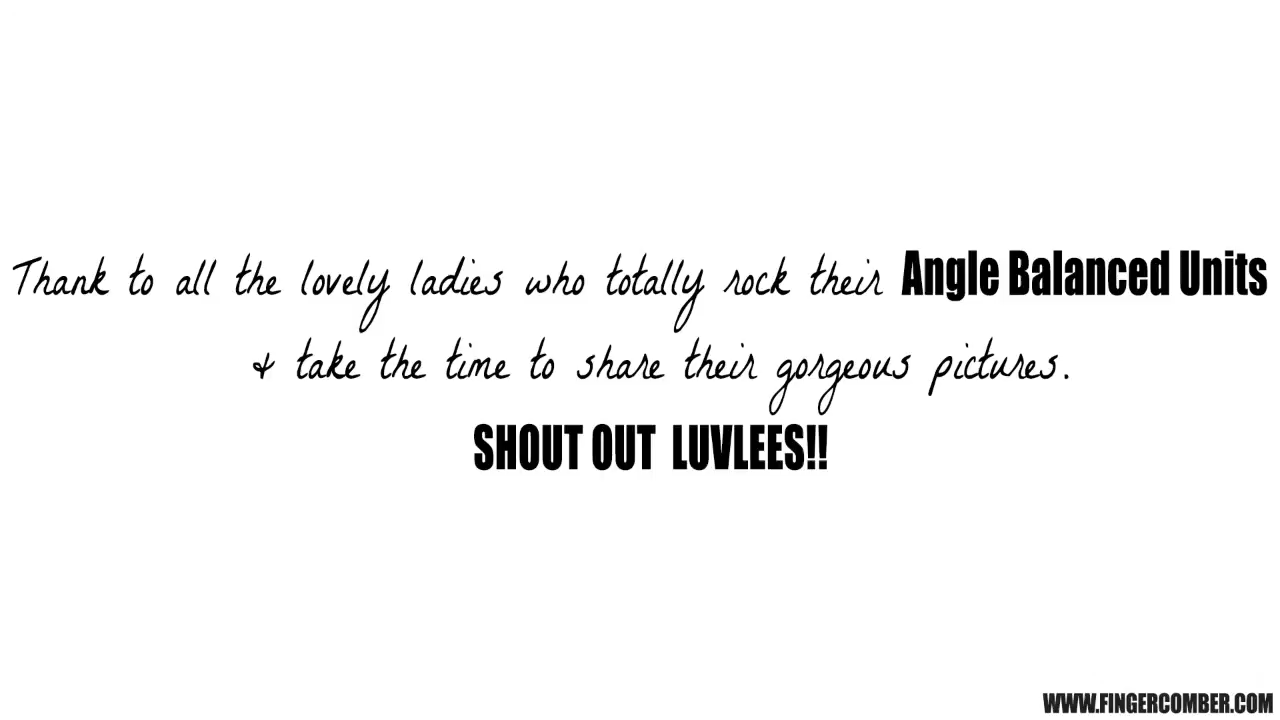 Thank to all the lovely ladies who totally rock their Angle Balanced Units
& take the time to share their gorgeous pictures.
SHOUT OUT LUVLEES!!
WWW.FINGERCOMBER.COM